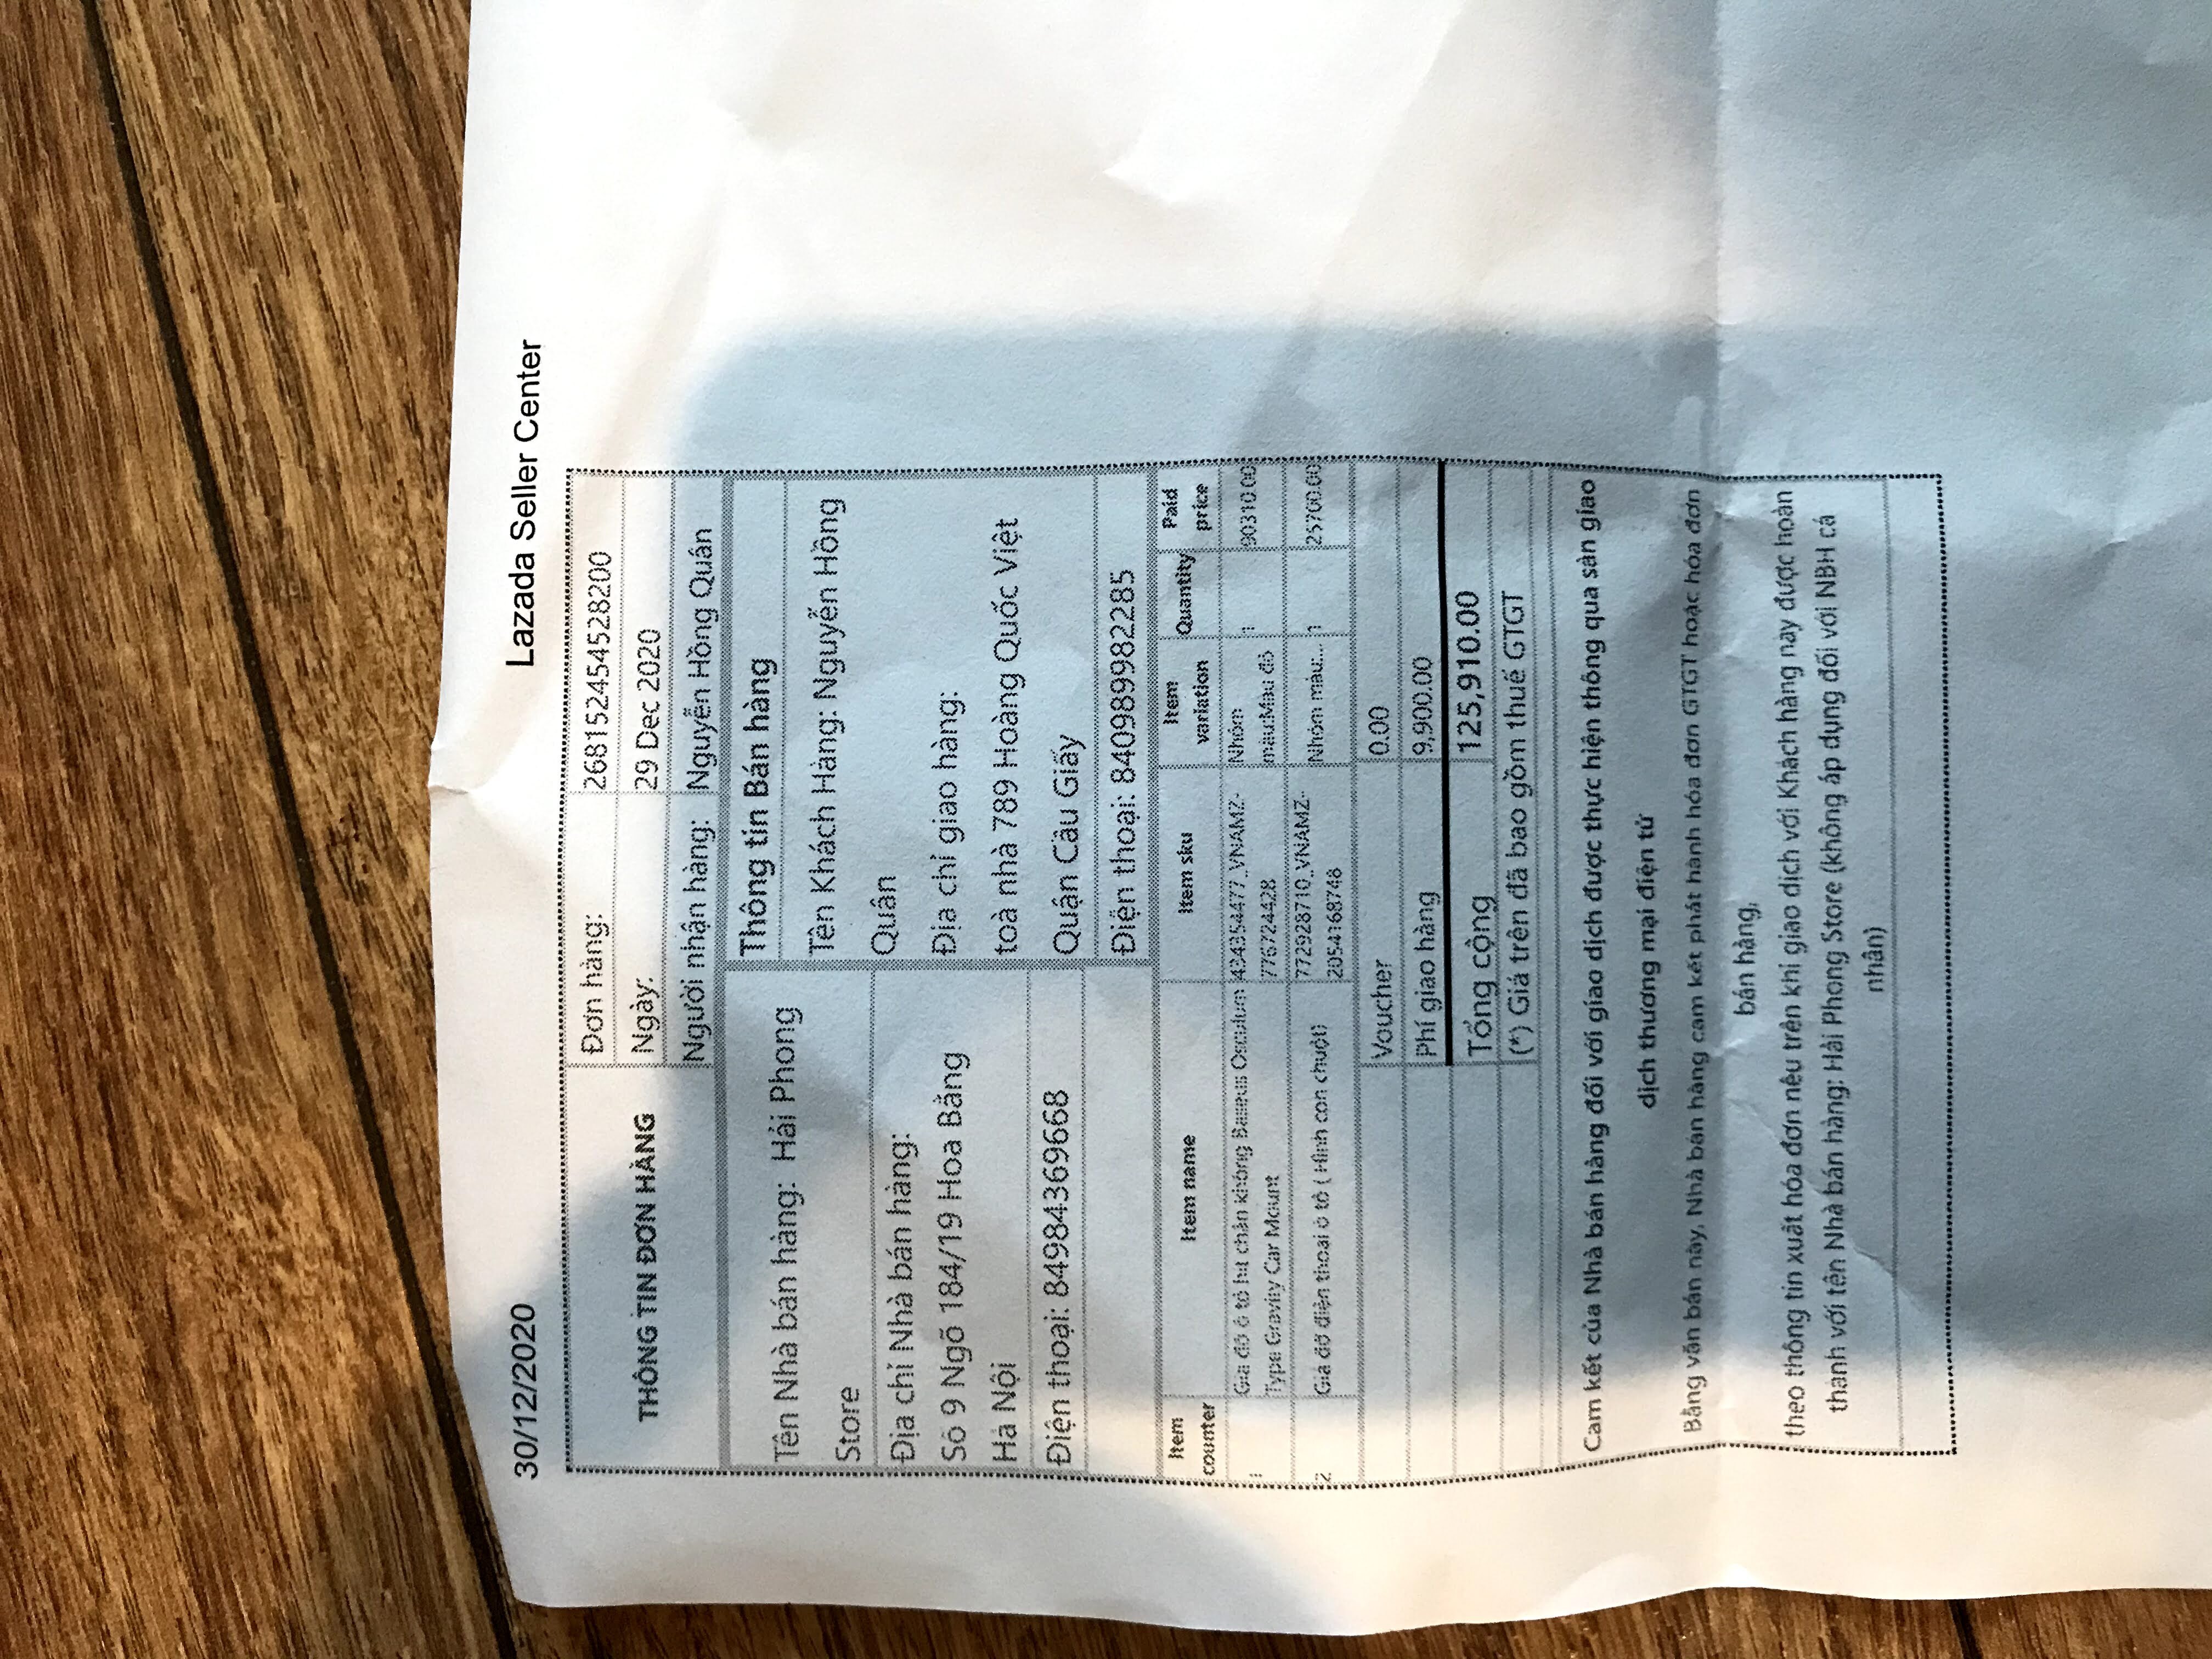 30/12/2020 Lazada Seller Center
THÔNG TIN ĐƠN HÀNG
Đơn hàng: 268152454528200
Ngày: 29 Dec 2020
Người nhận hàng: Nguyễn Hồng Quân
Tên Nhà bán hàng: Hải Phong
Store
Địa chỉ Nhà bán hàng:
Số 9 Ngõ 184/19 Hoa Bằng
Hà Nội
Điện thoại: 84984369668
Thông tin Bán hàng
Tên Khách Hàng: Nguyễn Hồng
Quân
Địa chỉ giao hàng:
toà nhà 789 Hoàng Quốc Việt
Quận Cầu Giấy
Điện thoại: 840989982285
Item counter Item name Item sku Item variation Quantity Paid price
1 Giá đỡ ô tô hít chân không Baseus Osculum 434354477_VNAMZ- Nhóm 1 90310.00
Type Gravity Car Mount 776724428 màu:Màu đỏ
2 Giá đỡ điện thoại ô tô ( Hình con chuột) 772928710_VNAMZ- Nhóm màu:... 1 25700.00
2054168748
Voucher 0.00
Phí giao hàng 9,900.00
Tổng cộng 125,910.00
(*) Giá trên đã bao gồm thuế GTGT
Cam kết của Nhà bán hàng đối với giao dịch được thực hiện thông qua sàn giao
dịch thương mại điện tử
Bằng văn bản này, Nhà bán hàng cam kết phát hành hóa đơn GTGT hoặc hóa đơn
bán hàng,
theo thông tin xuất hóa đơn nêu trên khi giao dịch với Khách hàng này được hoàn
thành với tên Nhà bán hàng: Hải Phong Store (không áp dụng đối với NBH cá
nhân)